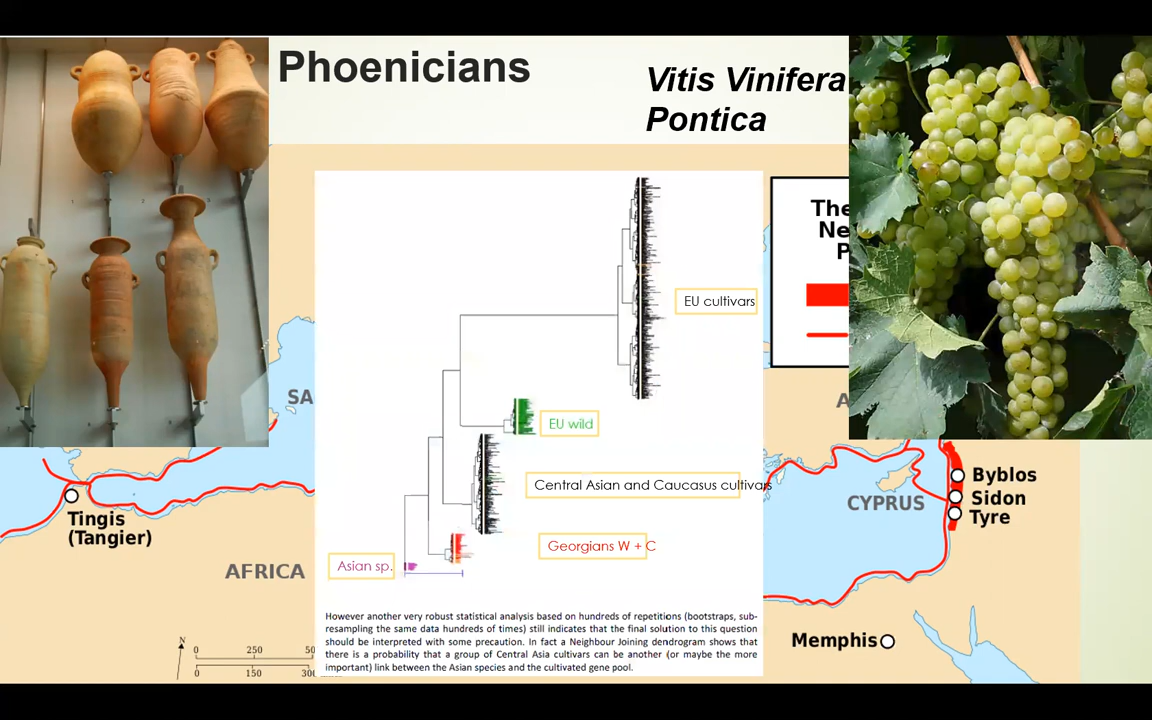 Phoenicians
Vitis Vinifera
Pontica
The
Ne
P
EU cultivars
SA
A
EU wild
Byblos
Central Asian and Caucasus cultivars
Sidon
CYPRUS
Tyre
Tingis
(Tangier)
Georgians W + C
AFRICA
Asian sp.
However another very robust statistical analysis based on hundreds of repetitions (bootstraps, sub-
resampling the same data hundreds of times) still indicates that the final solution to this question
should be interpreted with some precaution. In fact a Neighbour Joining dendrogram shows that
there is a probability that a group of Central Asia cultivars can be another (or maybe the more
important) link between the Asian species and the cultivated gene pool.
Memphis
N
0 250 50
0 150 300